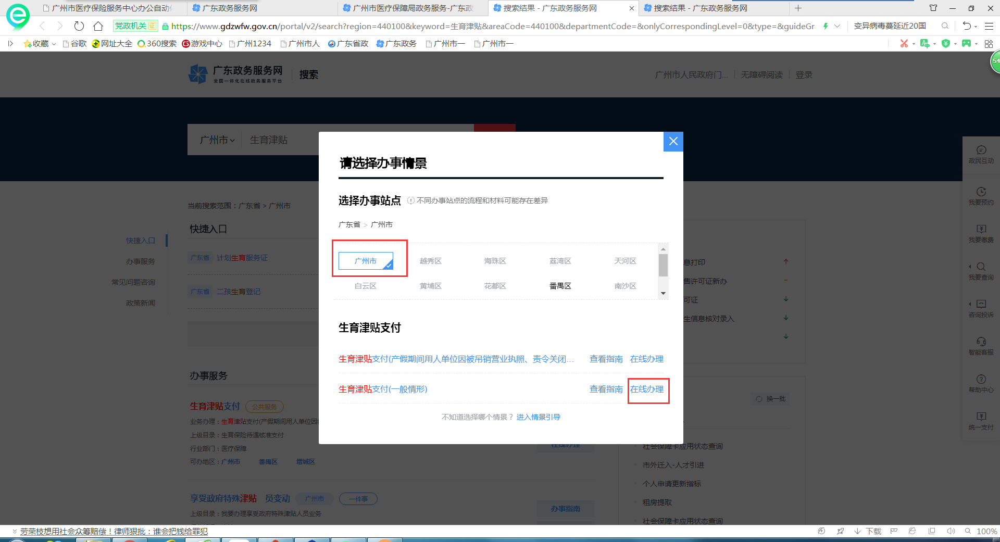 广州市医疗保险服务中心办公自动化
广东政务服务网
广州市医疗保障局政务服务-广东政
搜索结果 - 广东政务服务网
搜索结果 - 广东政务服务网
党政机关 证
https://www.gdzwfw.gov.cn/portal/v2/search?region=440100&keyword=生育津贴&areaCode=440100&departmentCode=&onlyCorrespondingLevel=0&type=&guideGr
变异病毒蔓延近20国
收藏 谷歌 网址大全 360搜索 游戏中心 广州1234 广州市人 广东省政 广东政务 广州市一 广州市一
54
广东政务服务网
全国一体化在线政务服务平台
搜索
广州市人民政府门... 无障碍阅读 登录
广州市 生育津贴
当前搜索范围：广东省 > 广州市
快捷入口
快捷入口
办事服务
常见问题咨询
政策新闻
广东省 计划生育服务证
广东省 二孩生育登记
办事服务
生育津贴支付 公共服务
业务办理：生育津贴支付(产假期间用人单位因
上级目录：生育保险待遇核准支付
行业部门：医疗保障
可办地区：广州市 番禺区 增城区
在线办理
享受政府特殊津贴 员变动 广州市 一件事
上级目录：我要办理享受政府特殊津贴人员业务
办事指南
请选择办事情景
选择办事站点 不同办事站点的流程和材料可能存在差异
广东省 > 广州市
广州市 越秀区 海珠区 荔湾区 天河区
白云区 黄埔区 花都区 番禺区 南沙区
生育津贴支付
生育津贴支付(产假期间用人单位因被吊销营业执照、责令关闭... 查看指南 在线办理
生育津贴支付(一般情形) 查看指南 在线办理
不知道选择哪个情景？ 进入情景引导
息打印
售许可证新办
可证
生信息核对录入
换一批
社会保障卡应用状态查询
市外迁入-人才引进
个人申请更新指标
租房提取
社会保障卡应用状态查询
政民互动
我要预约
我要缴费
我要查询
咨询投诉
智能客服
帮助中心
统一支付
劳荣枝想用社会众筹赔偿！律师狠批：谁会把钱给罪犯
下载
100%